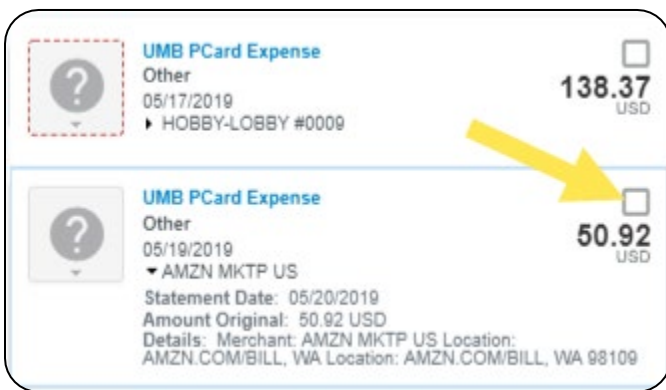 UMB PCard Expense
Other
138.37
05/17/2019
USD
HOBBY-LOBBY #0009
UMB PCard Expense
Other
50.92
05/19/2019
USD
AMZN MKTP US
Statement Date: 05/20/2019
Amount Original: 50.92 USD
Details: Merchant: AMZN MKTP US Location:
AMZN.COM/BILL, WA Location: AMZN.COM/BILL, WA 98109